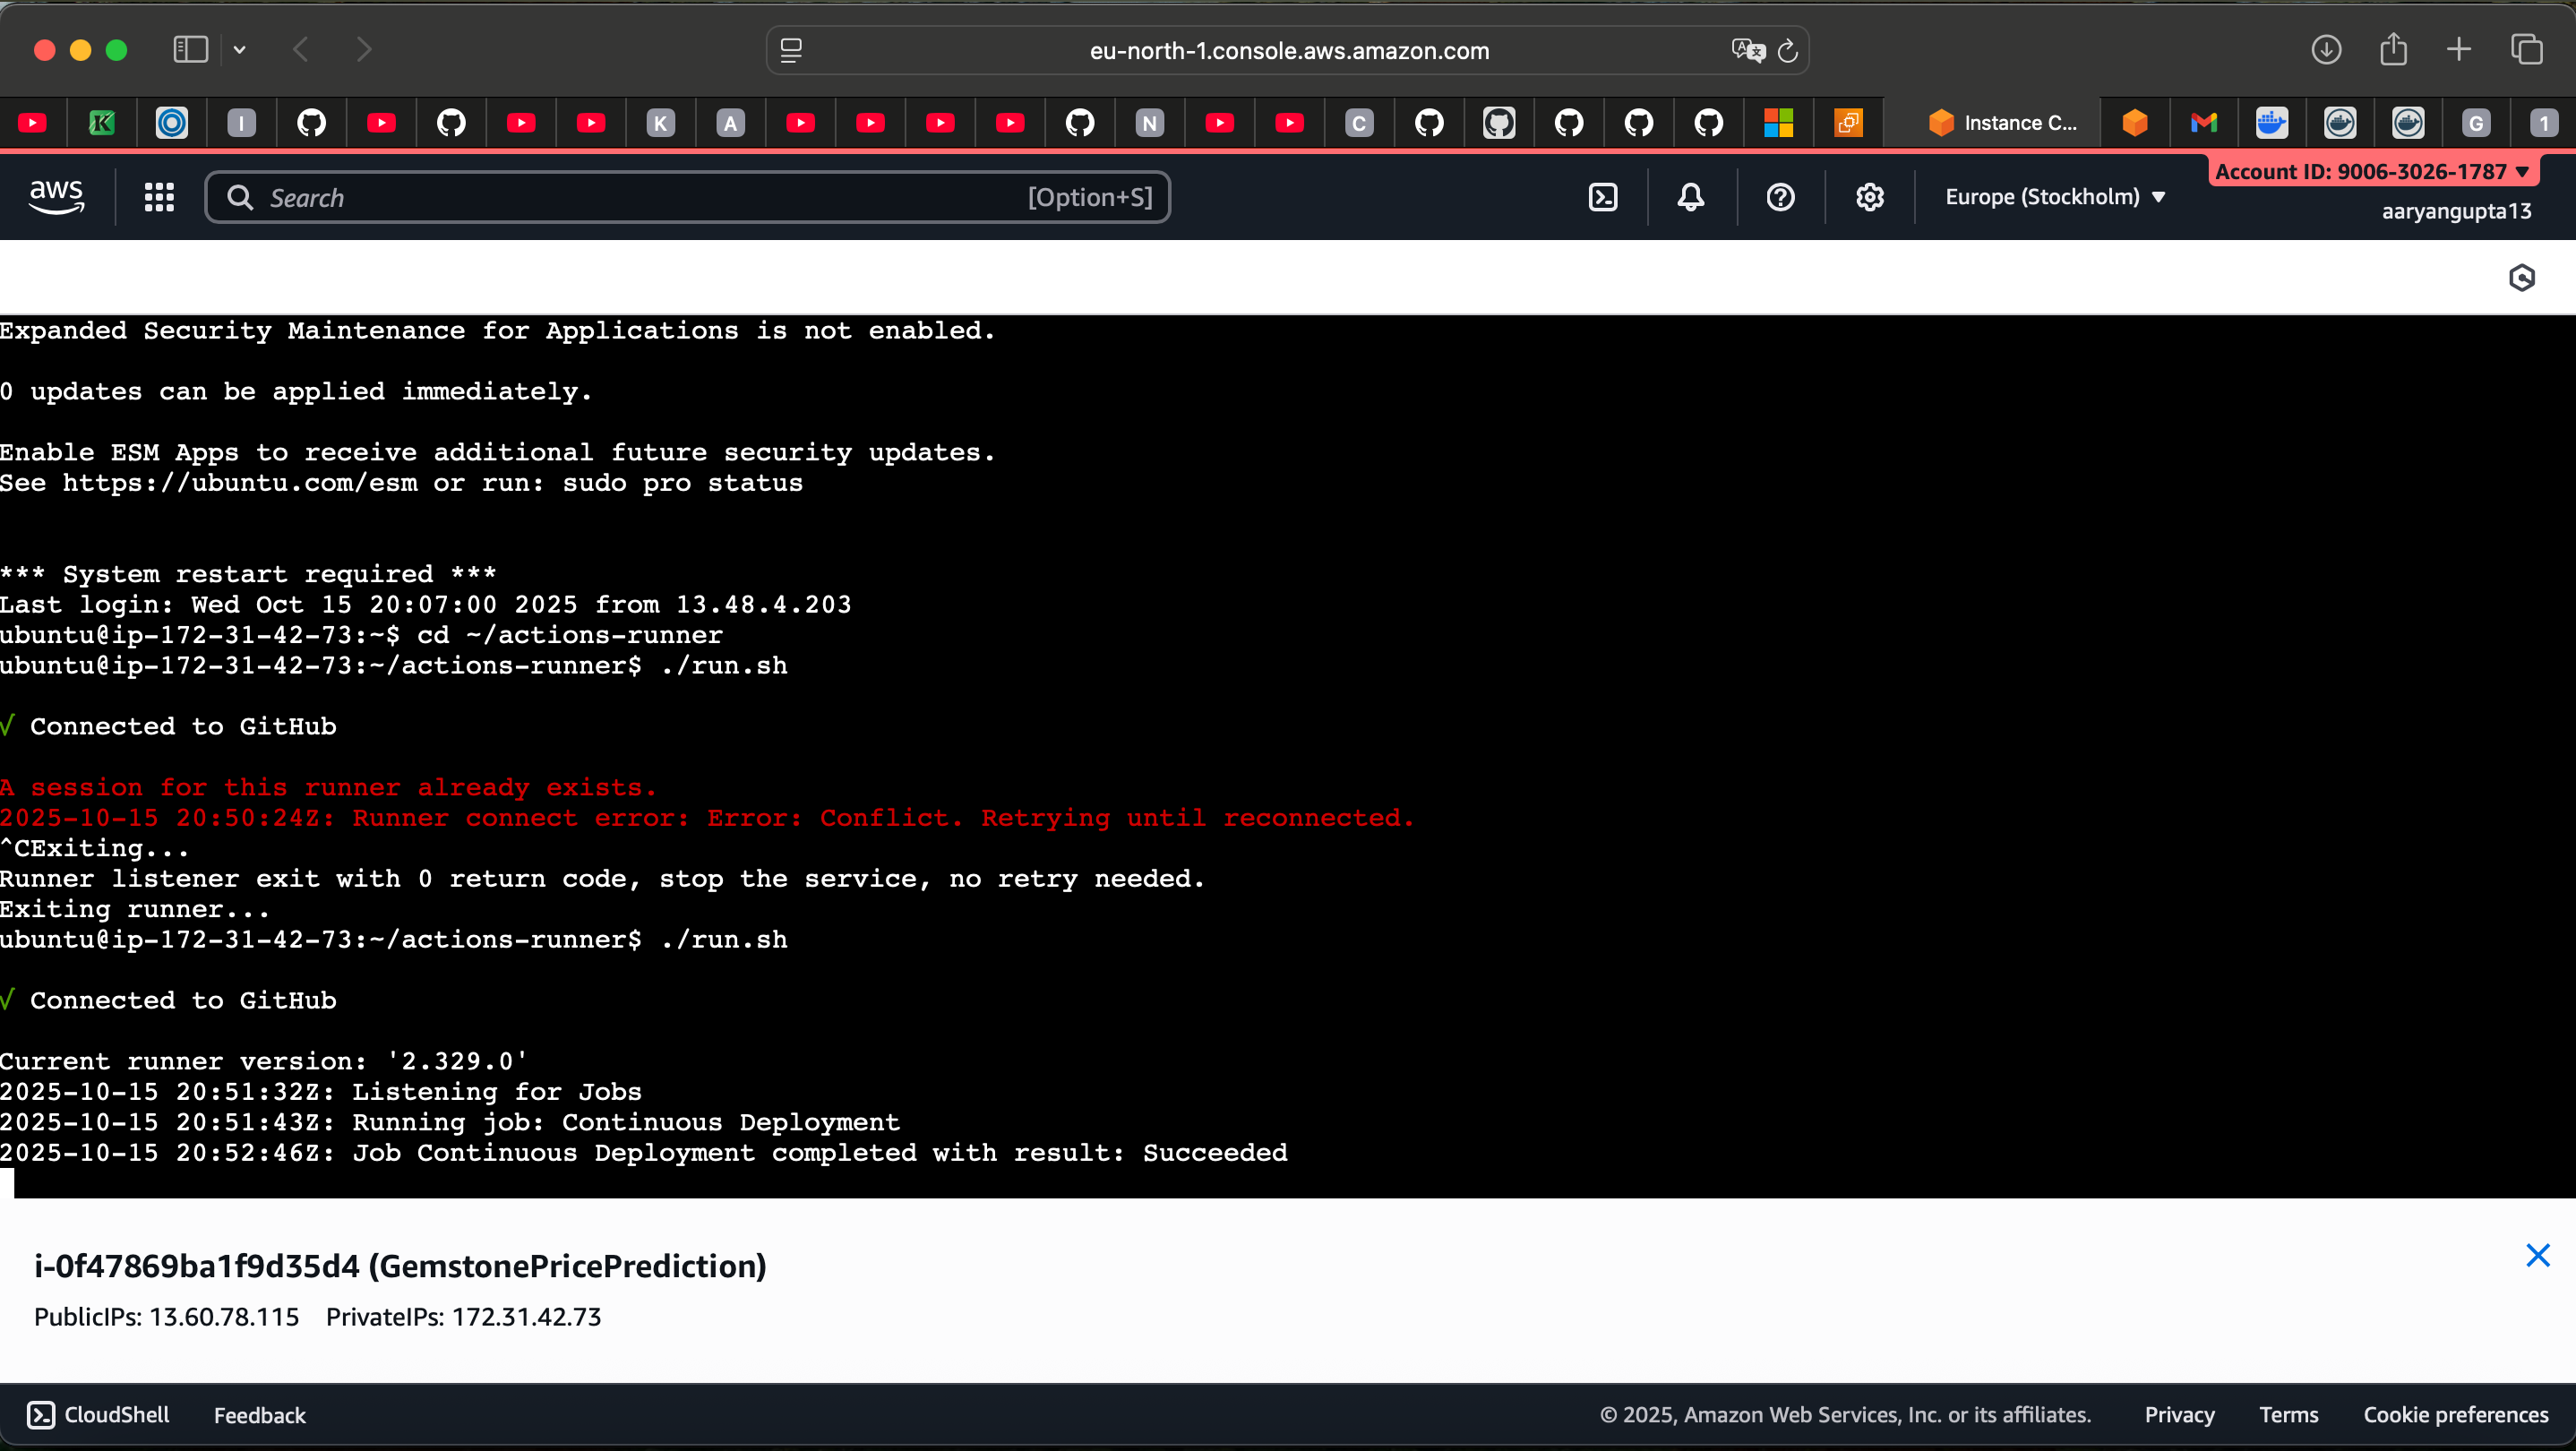 eu-north-1.console.aws.amazon.com
I
K
A
N
C
Instance C...
G
1
aws
Search
[Option+S]
Europe (Stockholm)
Account ID: 9006-3026-1787
aaryangupta13
Expanded Security Maintenance for Applications is not enabled.
0 updates can be applied immediately.
Enable ESM Apps to receive additional future security updates.
See https://ubuntu.com/esm or run: sudo pro status
*** System restart required ***
Last login: Wed Oct 15 20:07:00 2025 from 13.48.4.203
ubuntu@ip-172-31-42-73:~$ cd ~/actions-runner
ubuntu@ip-172-31-42-73:~/actions-runner$ ./run.sh
√ Connected to GitHub
A session for this runner already exists.
2025-10-15 20:50:24Z: Runner connect error: Error: Conflict. Retrying until reconnected.
^CExiting...
Runner listener exit with 0 return code, stop the service, no retry needed.
Exiting runner...
ubuntu@ip-172-31-42-73:~/actions-runner$ ./run.sh
√ Connected to GitHub
Current runner version: '2.329.0'
2025-10-15 20:51:32Z: Listening for Jobs
2025-10-15 20:51:43Z: Running job: Continuous Deployment
2025-10-15 20:52:46Z: Job Continuous Deployment completed with result: Succeeded
i-0f47869ba1f9d35d4 (GemstonePricePrediction)
PublicIPs: 13.60.78.115 PrivateIPs: 172.31.42.73
CloudShell Feedback © 2025, Amazon Web Services, Inc. or its affiliates. Privacy Terms Cookie preferences